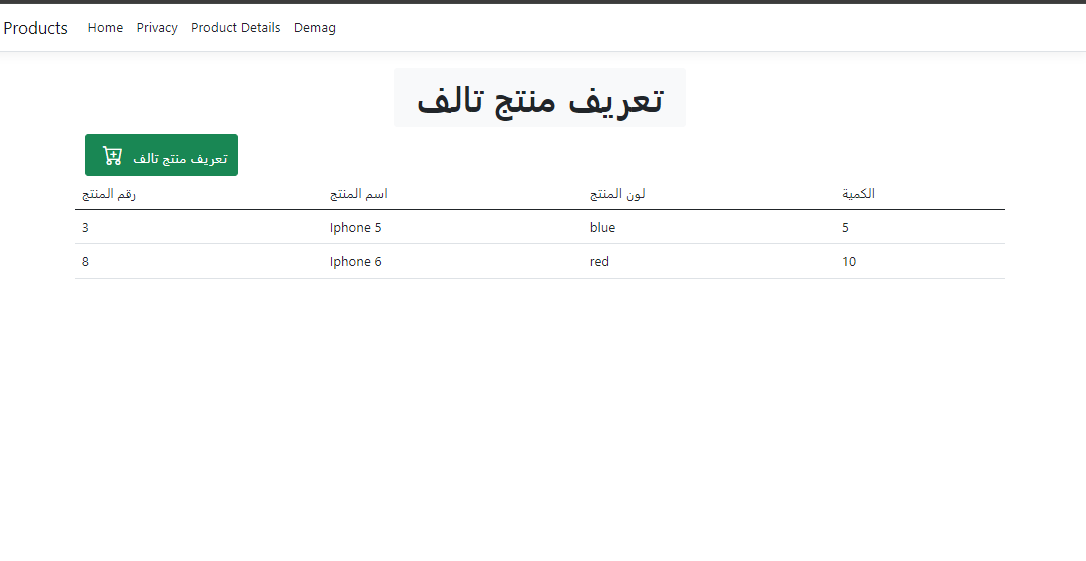 Products Home Privacy Product Details Demag
تعريف منتج تالف
تعريف منتج تالف
رقم المنتج اسم المنتج لون المنتج الكمية
3 Iphone 5 blue 5
8 Iphone 6 red 10